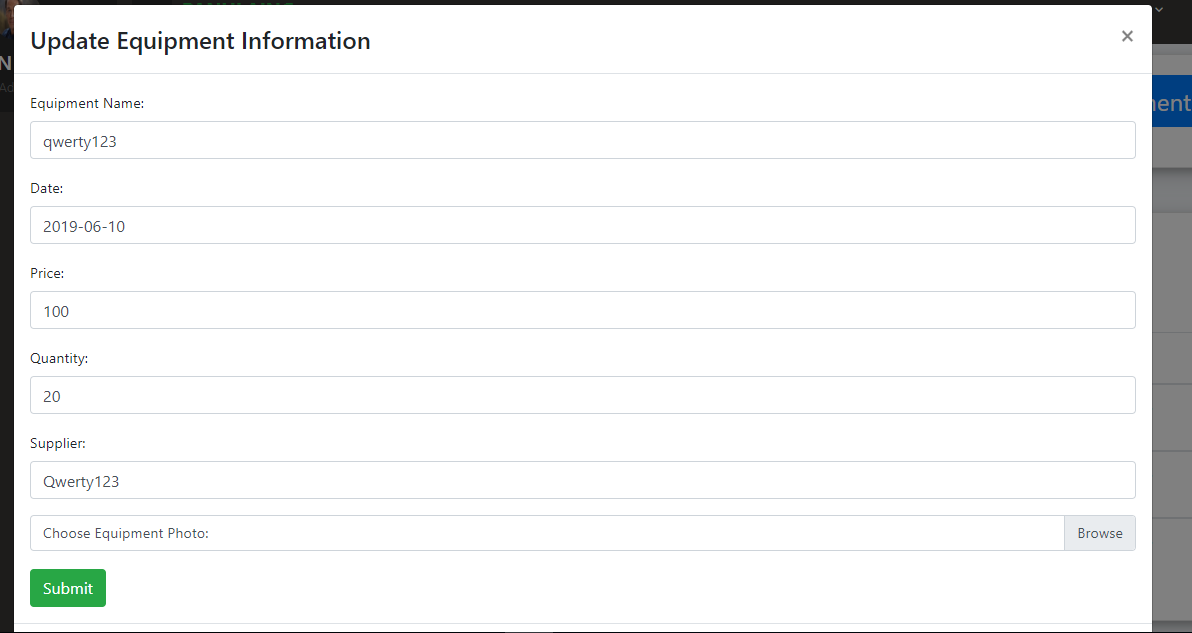 Update Equipment Information
×
Equipment Name:
qwerty123
Date:
2019-06-10
Price:
100
Quantity:
20
Supplier:
Qwerty123
Choose Equipment Photo:
Browse
Submit